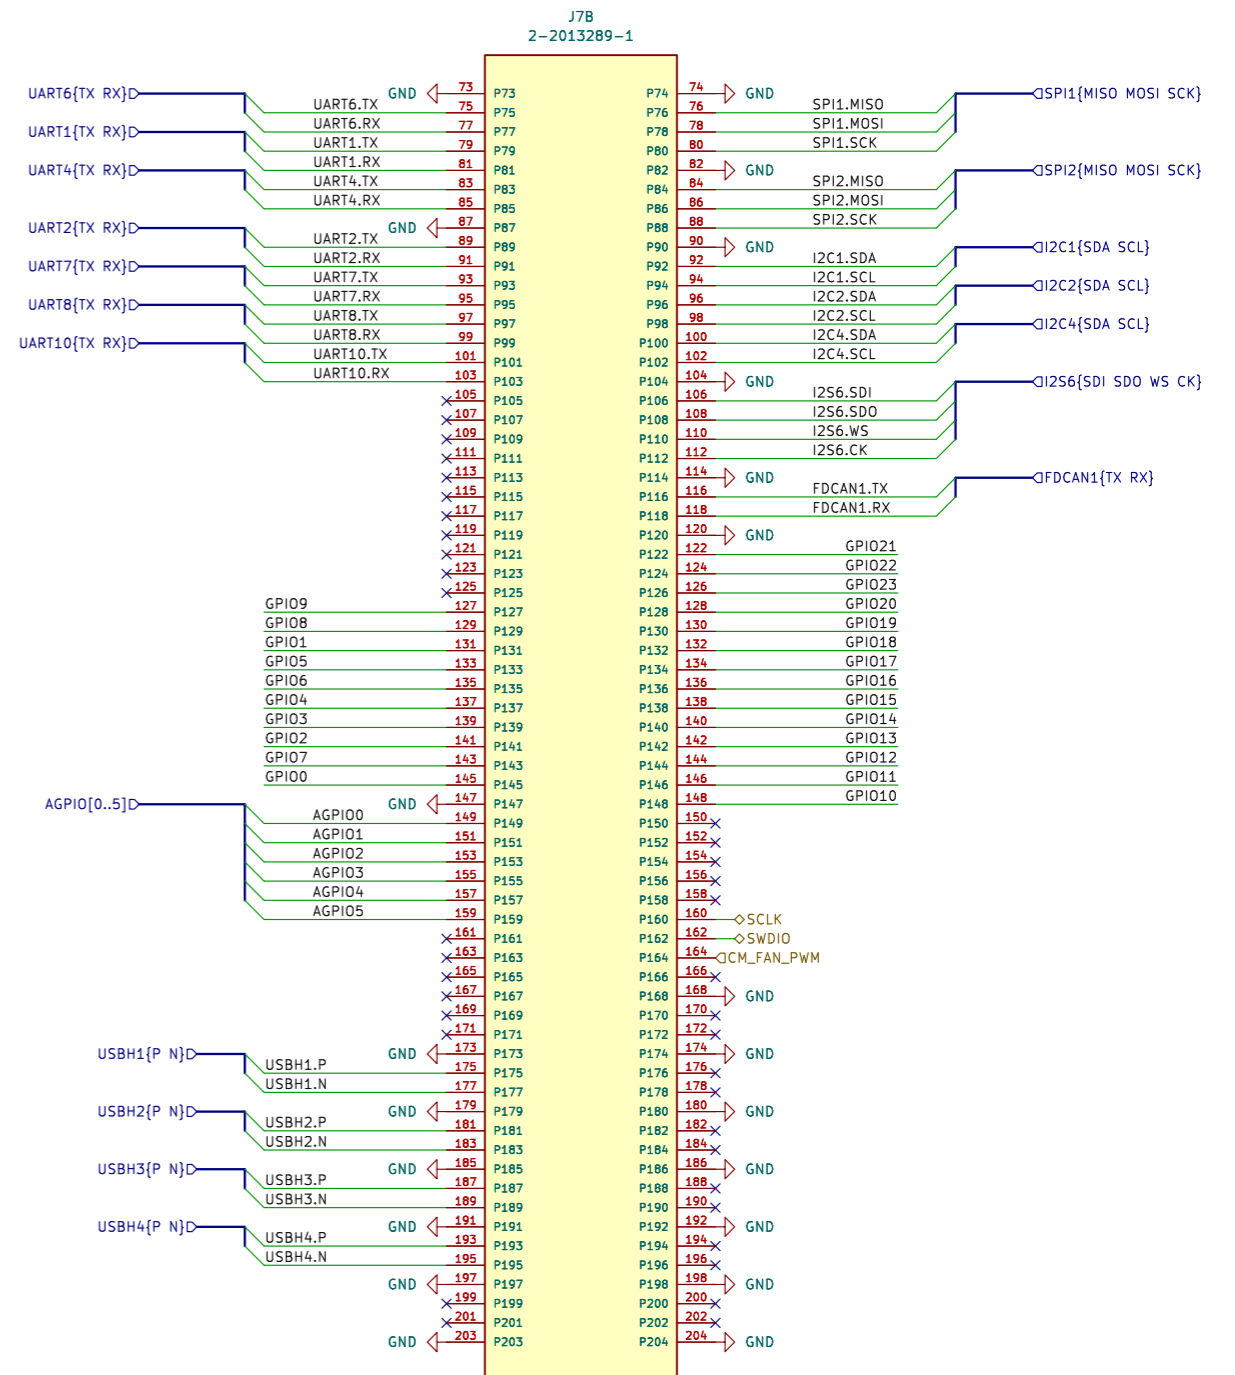 J7B
2-2013289-1
UART6{TX RX} GND 73 P73 P74 74 GND SPI1{MISO MOSI SCK}
UART6.TX 75 P75 P76 76 SPI1.MISO
UART1{TX RX} UART6.RX 77 P77 P78 78 SPI1.MOSI
UART1.TX 79 P79 P80 80 SPI1.SCK
UART4{TX RX} UART1.RX 81 P81 P82 82 GND SPI2{MISO MOSI SCK}
UART4.TX 83 P83 P84 84 SPI2.MISO
UART4.RX 85 P85 P86 86 SPI2.MOSI
UART2{TX RX} GND 87 P87 P88 88 SPI2.SCK
UART2.TX 89 P89 P90 90 GND I2C1{SDA SCL}
UART7{TX RX} UART2.RX 91 P91 P92 92 I2C1.SDA
UART7.TX 93 P93 P94 94 I2C1.SCL I2C2{SDA SCL}
UART8{TX RX} UART7.RX 95 P95 P96 96 I2C2.SDA
UART8.TX 97 P97 P98 98 I2C2.SCL I2C4{SDA SCL}
UART10{TX RX} UART8.RX 99 P99 P100 100 I2C4.SDA
UART10.TX 101 P101 P102 102 I2C4.SCL
UART10.RX 103 P103 P104 104 GND I2S6{SDI SDO WS CK}
105 P105 P106 106 I2S6.SDI
107 P107 P108 108 I2S6.SDO
109 P109 P110 110 I2S6.WS
111 P111 P112 112 I2S6.CK
113 P113 P114 114 GND FDCAN1{TX RX}
115 P115 P116 116 FDCAN1.TX
117 P117 P118 118 FDCAN1.RX
119 P119 P120 120 GND
121 P121 P122 122 GPIO21
123 P123 P124 124 GPIO22
125 P125 P126 126 GPIO23
GPIO9 127 P127 P128 128 GPIO20
GPIO8 129 P129 P130 130 GPIO19
GPIO1 131 P131 P132 132 GPIO18
GPIO5 133 P133 P134 134 GPIO17
GPIO6 135 P135 P136 136 GPIO16
GPIO4 137 P137 P138 138 GPIO15
GPIO3 139 P139 P140 140 GPIO14
GPIO2 141 P141 P142 142 GPIO13
GPIO7 143 P143 P144 144 GPIO12
GPIO0 145 P145 P146 146 GPIO11
AGPIO[0..5] GND 147 P147 P148 148 GPIO10
AGPIO0 149 P149 P150 150
AGPIO1 151 P151 P152 152
AGPIO2 153 P153 P154 154
AGPIO3 155 P155 P156 156
AGPIO4 157 P157 P158 158
AGPIO5 159 P159 P160 160 SCLK
161 P161 P162 162 SWDIO
163 P163 P164 164 CM_FAN_PWM
165 P165 P166 166
167 P167 P168 168 GND
169 P169 P170 170
171 P171 P172 172
USBH1{P N} GND 173 P173 P174 174 GND
USBH1.P 175 P175 P176 176
USBH1.N 177 P177 P178 178
USBH2{P N} GND 179 P179 P180 180 GND
USBH2.P 181 P181 P182 182
USBH2.N 183 P183 P184 184
USBH3{P N} GND 185 P185 P186 186 GND
USBH3.P 187 P187 P188 188
USBH3.N 189 P189 P190 190
USBH4{P N} GND 191 P191 P192 192 GND
USBH4.P 193 P193 P194 194
USBH4.N 195 P195 P196 196
GND 197 P197 P198 198 GND
199 P199 P200 200
201 P201 P202 202
GND 203 P203 P204 204 GND